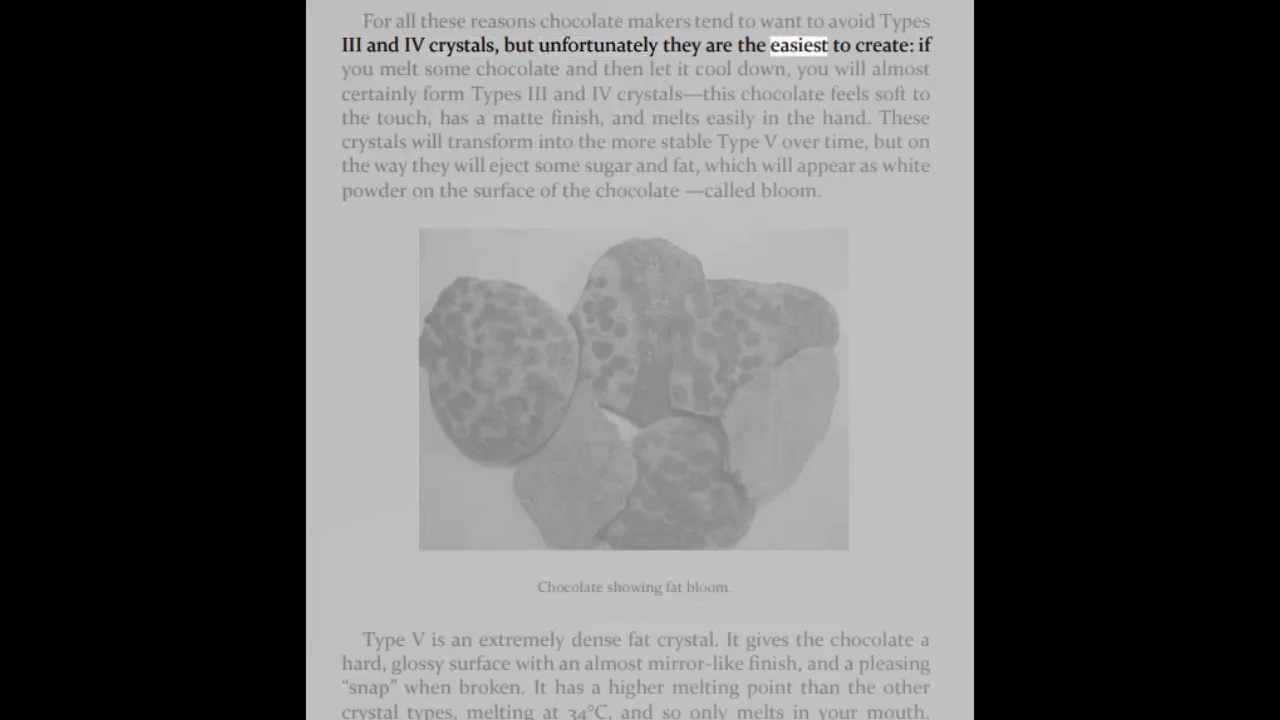 For all these reasons chocolate makers tend to want to avoid Types
III and IV crystals, but unfortunately they are the easiest to create: if
you melt some chocolate and then let it cool down, you will almost
certainly form Types III and IV crystals—this chocolate feels soft to
the touch, has a matte finish, and melts easily in the hand. These
crystals will transform into the more stable Type V over time, but on
the way they will eject some sugar and fat, which will appear as white
powder on the surface of the chocolate —called bloom.
Chocolate showing fat bloom.
Type V is an extremely dense fat crystal. It gives the chocolate a
hard, glossy surface with an almost mirror-like finish, and a pleasing
“snap” when broken. It has a higher melting point than the other
crystal types, melting at 34°C, and so only melts in your mouth.